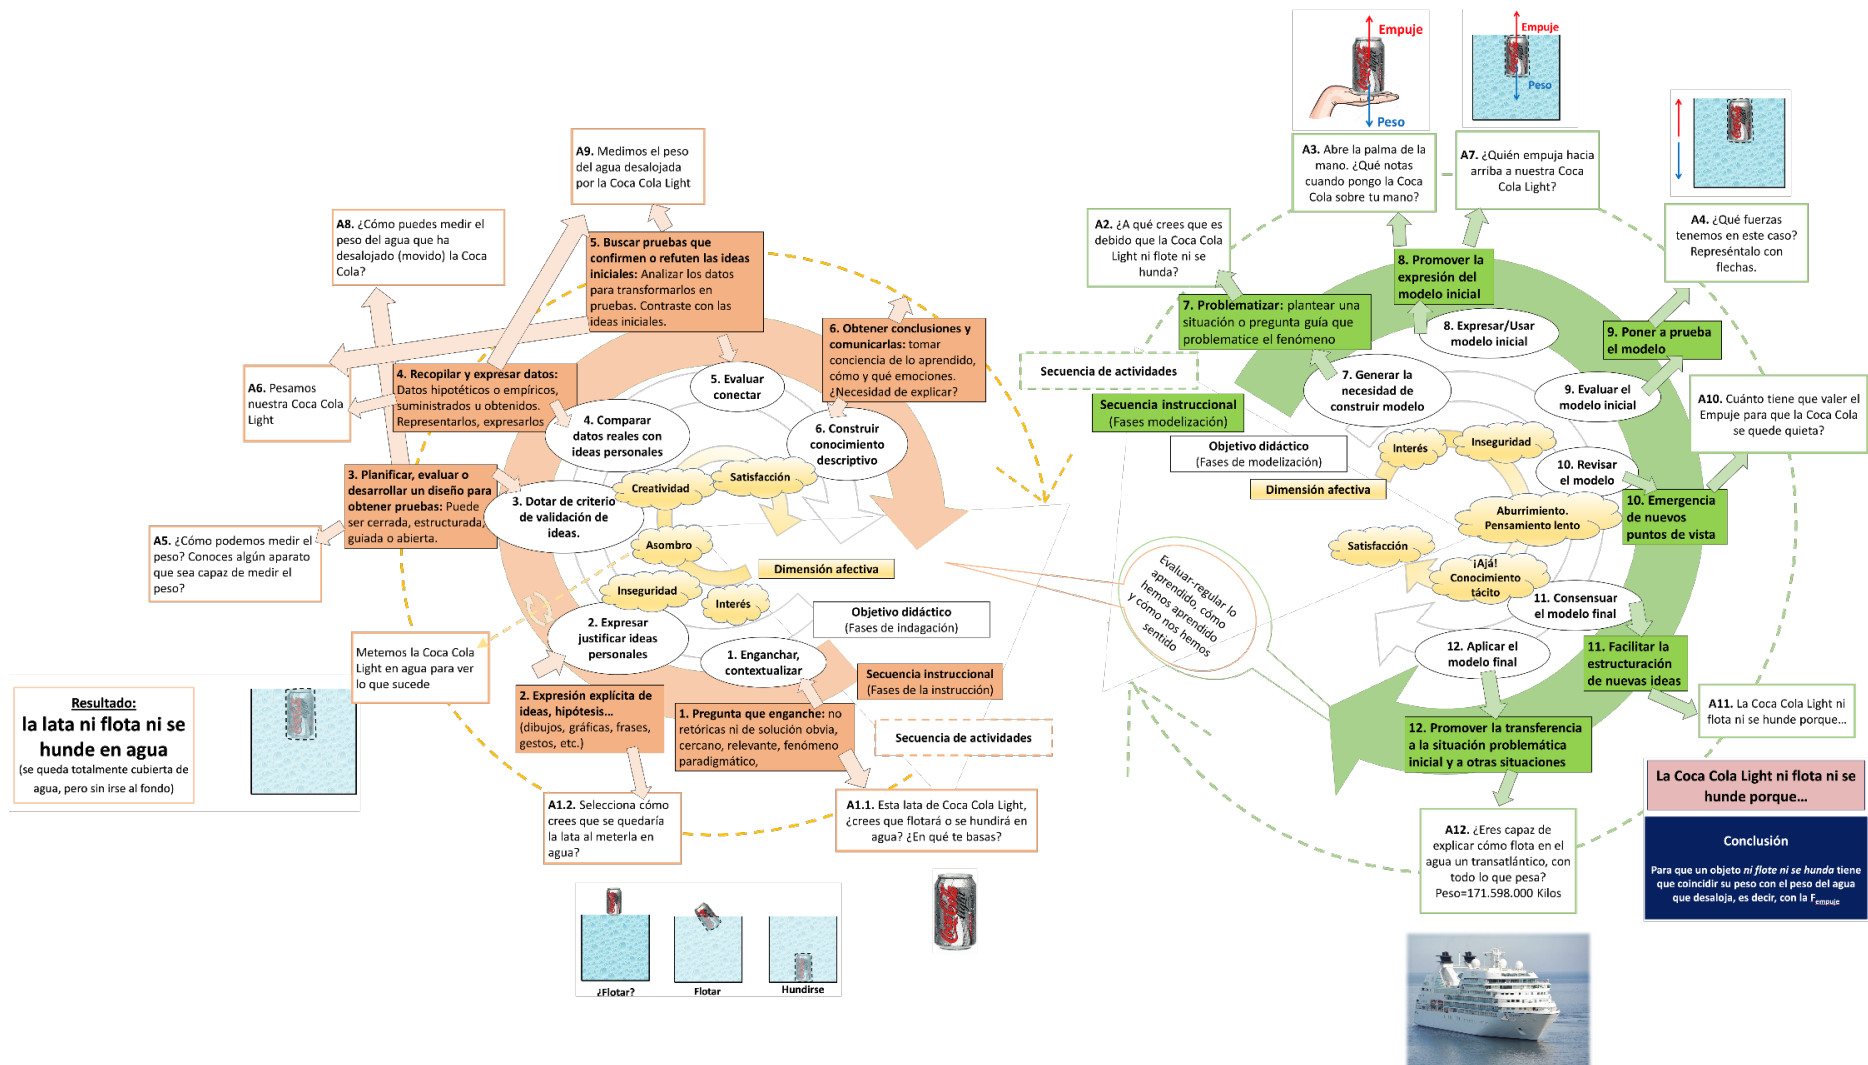 Empuje
Peso
Empuje
Peso
A9. Medimos el peso
del agua desalojada
por la Coca Cola Light
A8. ¿Cómo puedes medir el
peso del agua que ha
desalojado (movido) la Coca
Cola?
5. Buscar pruebas que
confirmen o refuten las ideas
iniciales: Analizar los datos
para transformarlos en
pruebas. Contraste con las
ideas iniciales.
6. Obtener conclusiones y
comunicarlas: tomar
conciencia de lo aprendido,
cómo y qué emociones.
¿Necesidad de explicar?
A6. Pesamos
nuestra Coca Cola
Light
4. Recopilar y expresar datos:
Datos hipotéticos o empíricos,
suministrados u obtenidos.
Representarlos, expresarlos
5. Evaluar
conectar
4. Comparar
datos reales con
ideas personales
6. Construir
conocimiento
descriptivo
3. Planificar, evaluar o
desarrollar un diseño para
obtener pruebas: Puede
ser cerrada, estructurada,
guiada o abierta.
3. Dotar de criterio
de validación de
ideas.
Creatividad
Satisfacción
Asombro
Inseguridad
Interés
Dimensión afectiva
A5. ¿Cómo podemos medir el
peso? Conoces algún aparato
que sea capaz de medir el
peso?
Objetivo didáctico
(Fases de indagación)
2. Expresar
justificar ideas
personales
1. Enganchar,
contextualizar
Metemos la Coca Cola
Light en agua para ver
lo que sucede
Secuencia instruccional
(Fases de la instrucción)
Resultado:
la lata ni flota ni se
hunde en agua
(se queda totalmente cubierta de
agua, pero sin irse al fondo)
2. Expresión explícita de
ideas, hipótesis...
(dibujos, gráficas, frases,
gestos, etc.)
1. Pregunta que enganche: no
retóricas ni de solución obvia,
cercano, relevante, fenómeno
paradigmático,
Secuencia de actividades
A1.2. Selecciona cómo
crees que se quedaría
la lata al meterla en
agua?
A1.1. Esta lata de Coca Cola Light,
¿crees que flotará o se hundirá en
agua? ¿En qué te basas?
¿Flotar?
Flotar
Hundirse
A3. Abre la palma de la
mano. ¿Qué notas
cuando pongo la Coca
Cola sobre tu mano?
A7. ¿Quién empuja hacia
arriba a nuestra Coca
Cola Light?
A2. ¿A qué crees que es
debido que la Coca Cola
Light ni flote ni se
hunda?
A4. ¿Qué fuerzas
tenemos en este caso?
Represéntalo con
flechas.
8. Promover la
expresión del
modelo inicial
7. Problematizar: plantear una
situación o pregunta guía que
problematice el fenómeno
8. Expresar/Usar
modelo inicial
9. Poner a prueba
el modelo
Secuencia de actividades
7. Generar la
necesidad de
construir modelo
9. Evaluar el
modelo inicial
A10. Cuánto tiene que valer el
Empuje para que la Coca Cola
se quede quieta?
Secuencia instruccional
(Fases modelización)
Objetivo didáctico
(Fases de modelización)
Interés
Inseguridad
10. Revisar
el modelo
Dimensión afectiva
Aburrimiento.
Pensamiento lento
10. Emergencia
de nuevos
puntos de vista
Satisfacción
¡Ajá!
Conocimiento
tácito
Evaluar-regular lo
aprendido, cómo
hemos aprendido
y cómo nos hemos
sentido
11. Consensuar
el modelo final
12. Aplicar el
modelo final
11. Facilitar la
estructuración
de nuevas ideas
A11. La Coca Cola Light ni
flota ni se hunde porque...
12. Promover la transferencia
a la situación problemática
inicial y a otras situaciones
La Coca Cola Light ni flota ni se
hunde porque...
A12. ¿Eres capaz de
explicar cómo flota en el
agua un transatlántico, con
todo lo que pesa?
Peso=171.598.000 Kilos
Conclusión
Para que un objeto ni flote ni se hunda tiene
que coincidir su peso con el peso del agua
que desaloja, es decir, con la Fempuje